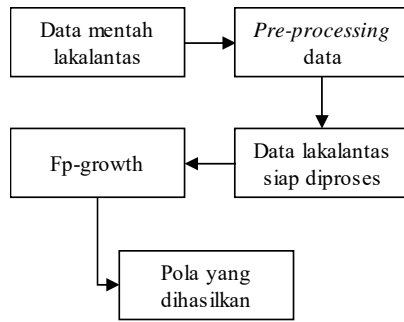 Data mentah
lakalantas
Pre-processing
data
Data lakalantas
siap diproses
Fp-growth
Pola yang
dihasilkan